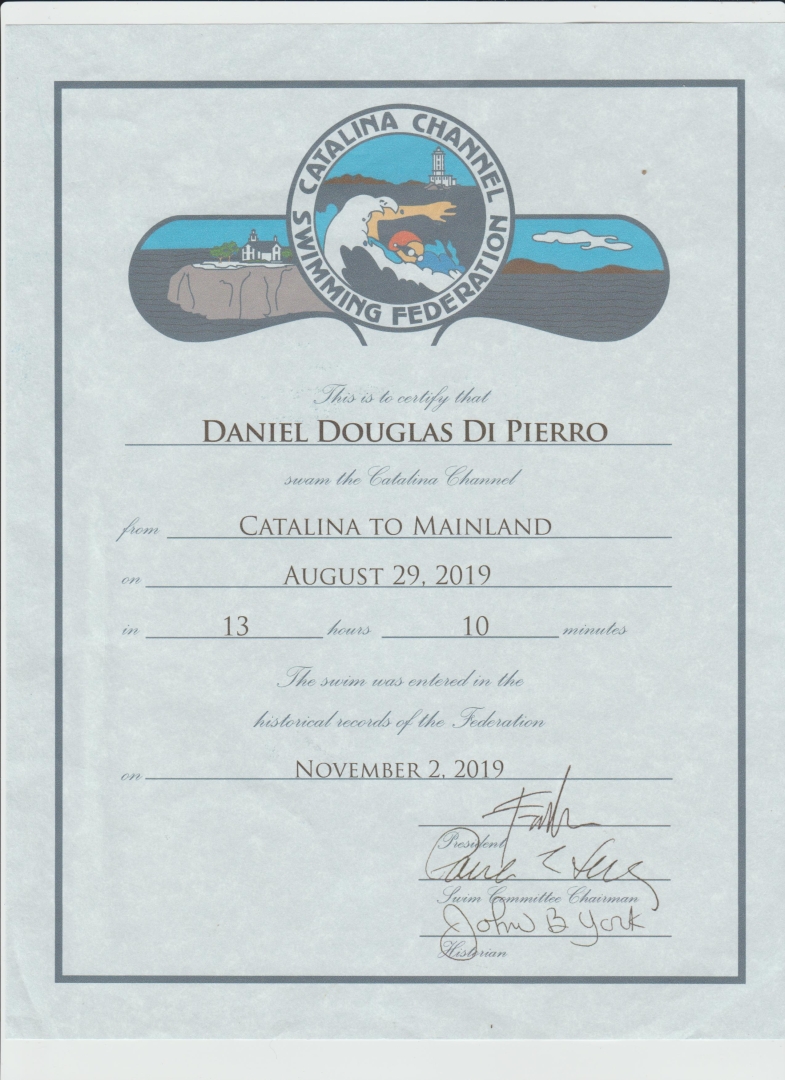 CATALINA CHANNEL
SWIMMING FEDERATION
This is to certify that
DANIEL DOUGLAS DI PIERRO
swam the Catalina Channel
from CATALINA TO MAINLAND
on AUGUST 29, 2019
in 13 hours 10 minutes
The swim was entered in the
historical records of the Federation
on NOVEMBER 2, 2019
President
Swim Committee Chairman
John B York
Historian